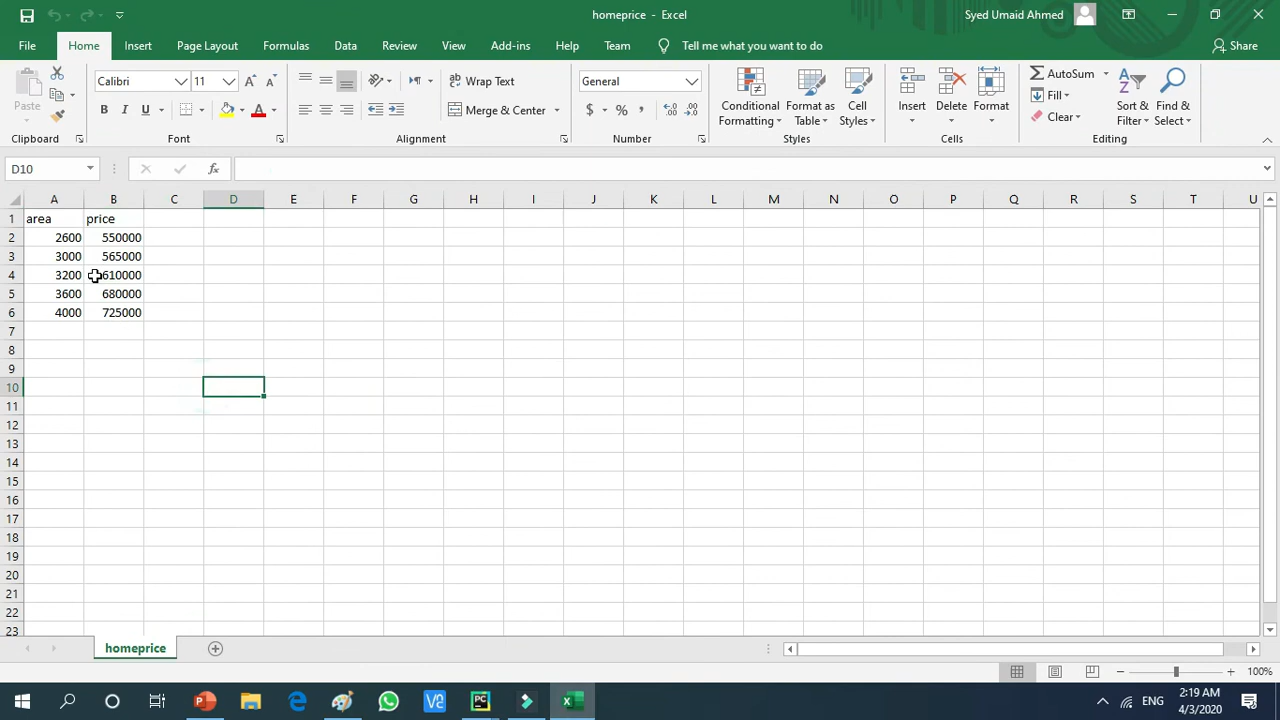 homeprice - Excel
Syed Umaid Ahmed
File Home Insert Page Layout Formulas Data Review View Add-ins Help Team Tell me what you want to do Share
Paste
Clipboard
Calibri 11
B I U
Font
Wrap Text
Merge & Center
Alignment
General
$ % ,
Number
Conditional Formatting
Format as Table
Cell Styles
Styles
Insert
Delete
Format
Cells
AutoSum
Fill
Clear
Sort & Filter
Find & Select
Editing
D10 fx
A B C D E F G H I J K L M N O P Q R S T U
1 area price
2 2600 550000
3 3000 565000
4 3200 610000
5 3600 680000
6 4000 725000
7
8
9
10
11
12
13
14
15
16
17
18
19
20
21
22
23
homeprice
100%
ENG
2:19 AM
4/3/2020